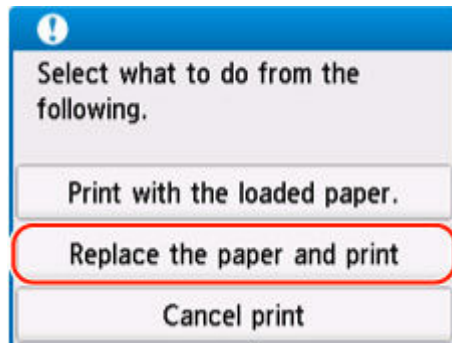 Select what to do from the
following.
Print with the loaded paper.
Replace the paper and print
Cancel print